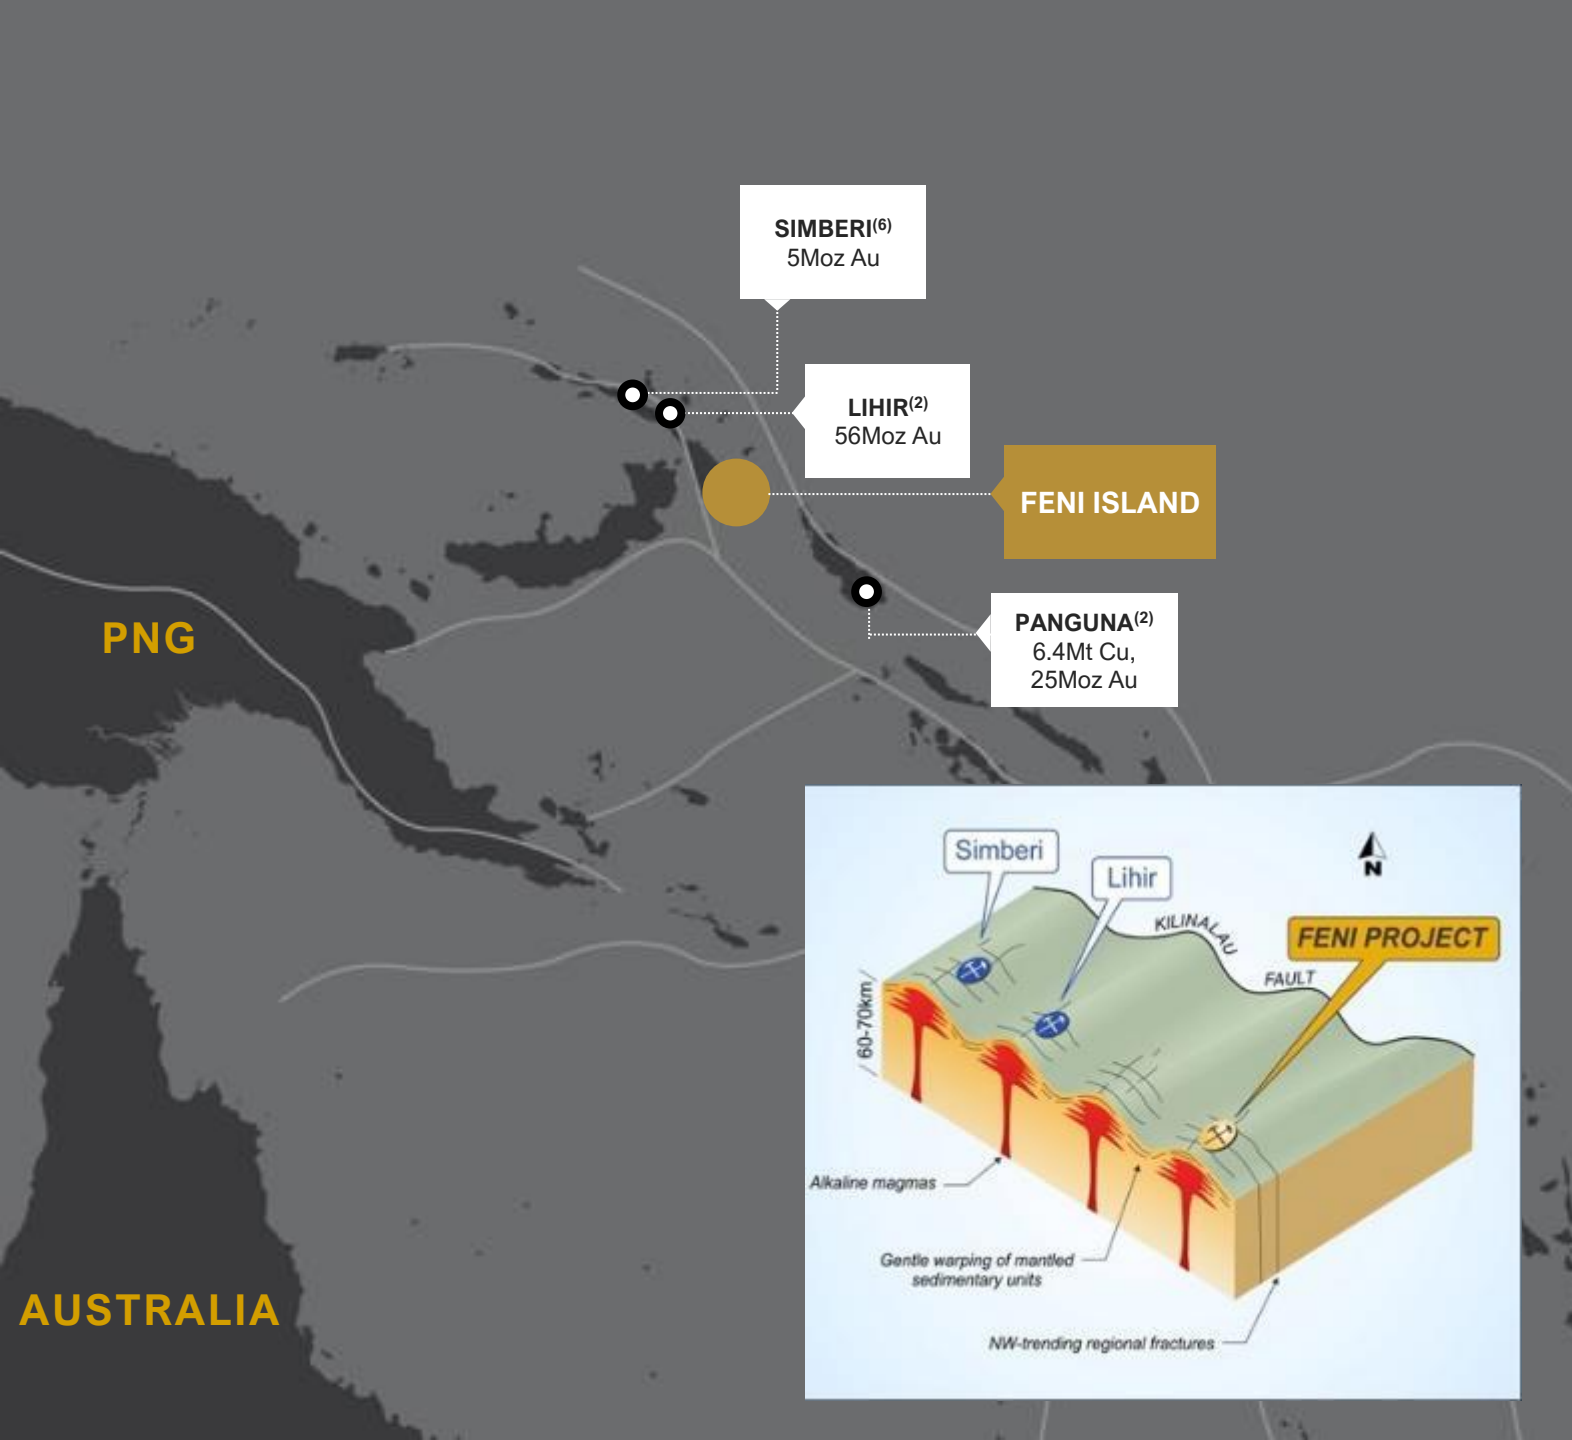 SIMBERI(6)
5Moz Au
LIHIR(2)
56Moz Au
FENI ISLAND
PANGUNA(2)
6.4Mt Cu,
25Moz Au
PNG
AUSTRALIA
Simberi
Lihir
N
KILINALAU
FAULT
FENI PROJECT
60-70km
Alkaline magmas
Gentle warping of mantled
sedimentary units
NW-trending regional fractures